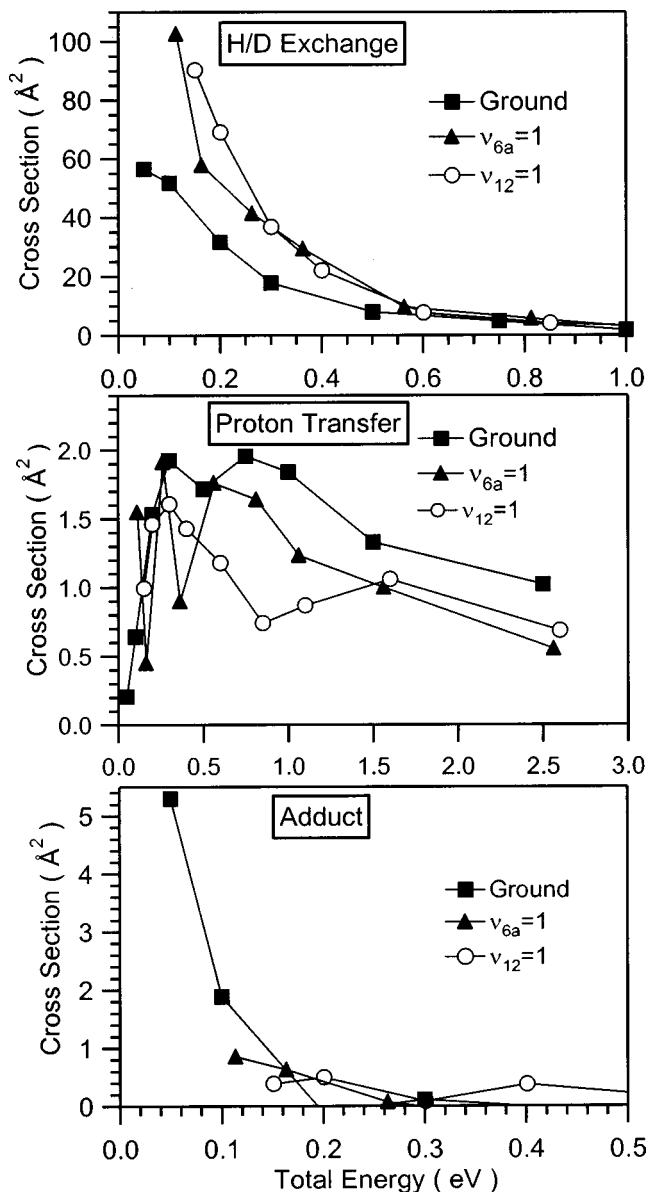 H/D Exchange
Cross Section ( Å²)
100
80
60
40
20
0
Ground
ν6a=1
ν12=1
0.0 0.2 0.4 0.6 0.8 1.0
Proton Transfer
Cross Section ( Å²)
2.0
1.5
1.0
0.5
0.0
Ground
ν6a=1
ν12=1
0.0 0.5 1.0 1.5 2.0 2.5 3.0
Adduct
Cross Section ( Å²)
5
4
2
0
Ground
ν6a=1
ν12=1
0.0 0.1 0.2 0.3 0.4 0.5
Total Energy ( eV )